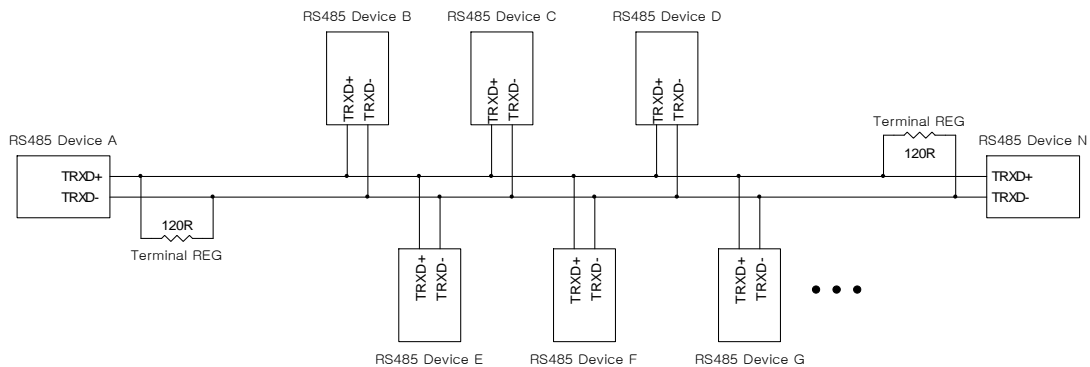 RS485 Device B
RS485 Device C
RS485 Device D
TRXD+
TRXD-
TRXD+
TRXD-
TRXD+
TRXD-
RS485 Device A
TRXD+
TRXD-
120R
Terminal REG
Terminal REG
120R
RS485 Device N
TRXD+
TRXD-
TRXD+
TRXD-
TRXD+
TRXD-
TRXD+
TRXD-
RS485 Device E
RS485 Device F
RS485 Device G